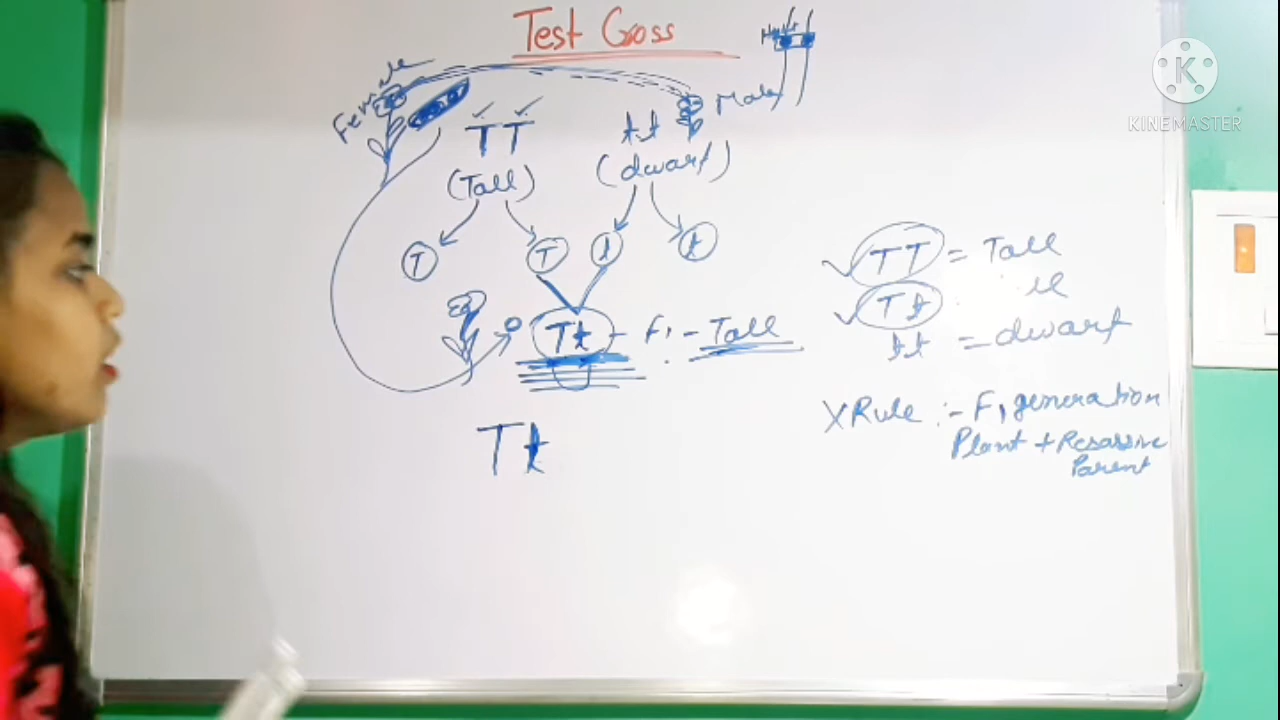 Test Cross
Female
Male
TT
tt
(Tall)
(dwarf)
T T t t
Tt - F1 - Tall
Tt
TT = Tall
Tt
tt = dwarf
X Rule :- F1 generation
Plant + Resassive
Parent
KINEMASTER